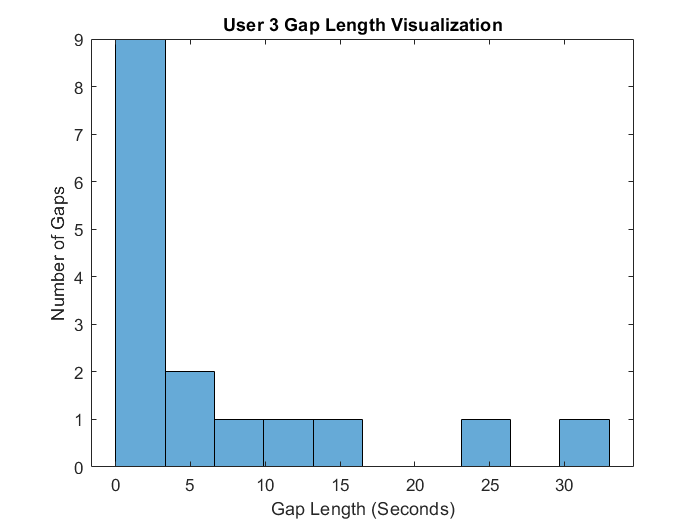 User 3 Gap Length Visualization
9
8
7
6
5
4
3
2
1
0
Number of Gaps
0 5 10 15 20 25 30
Gap Length (Seconds)